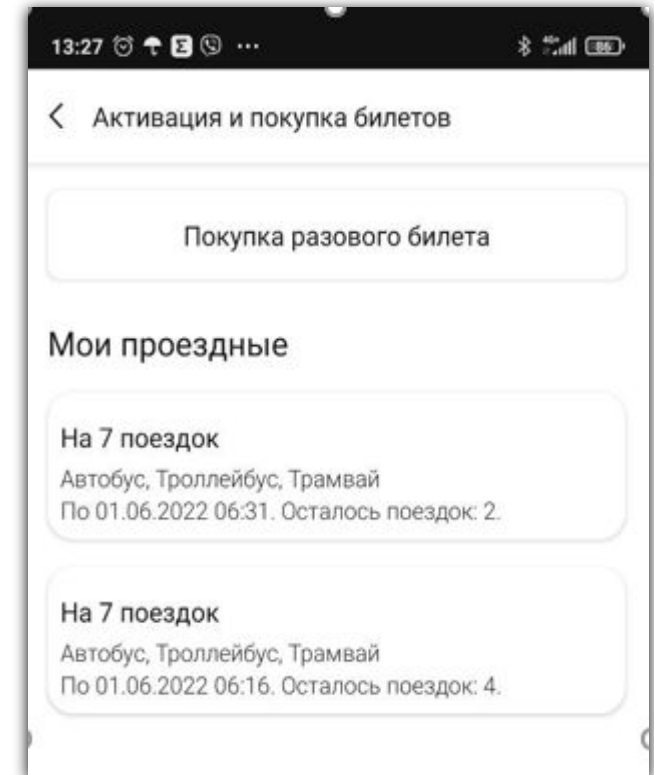 13:27 Σ ...
4G+ 86
Активация и покупка билетов
Покупка разового билета
Мои проездные
На 7 поездок
Автобус, Троллейбус, Трамвай
По 01.06.2022 06:31. Осталось поездок: 2.
На 7 поездок
Автобус, Троллейбус, Трамвай
По 01.06.2022 06:16. Осталось поездок: 4.